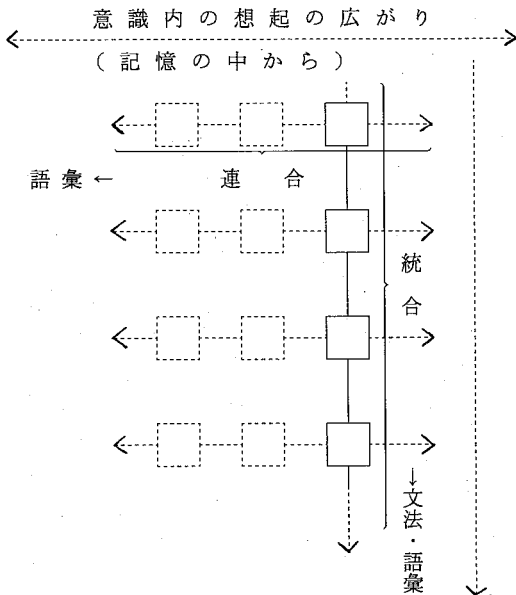 意識内の想起の広がり
(記憶の中から)
語彙← 連合
統合
→文法・語彙